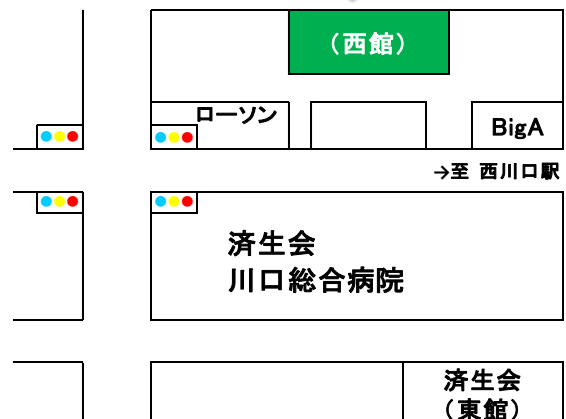 （西館）
ローソン
BigA
→至 西川口駅
済生会
川口総合病院
済生会
（東館）